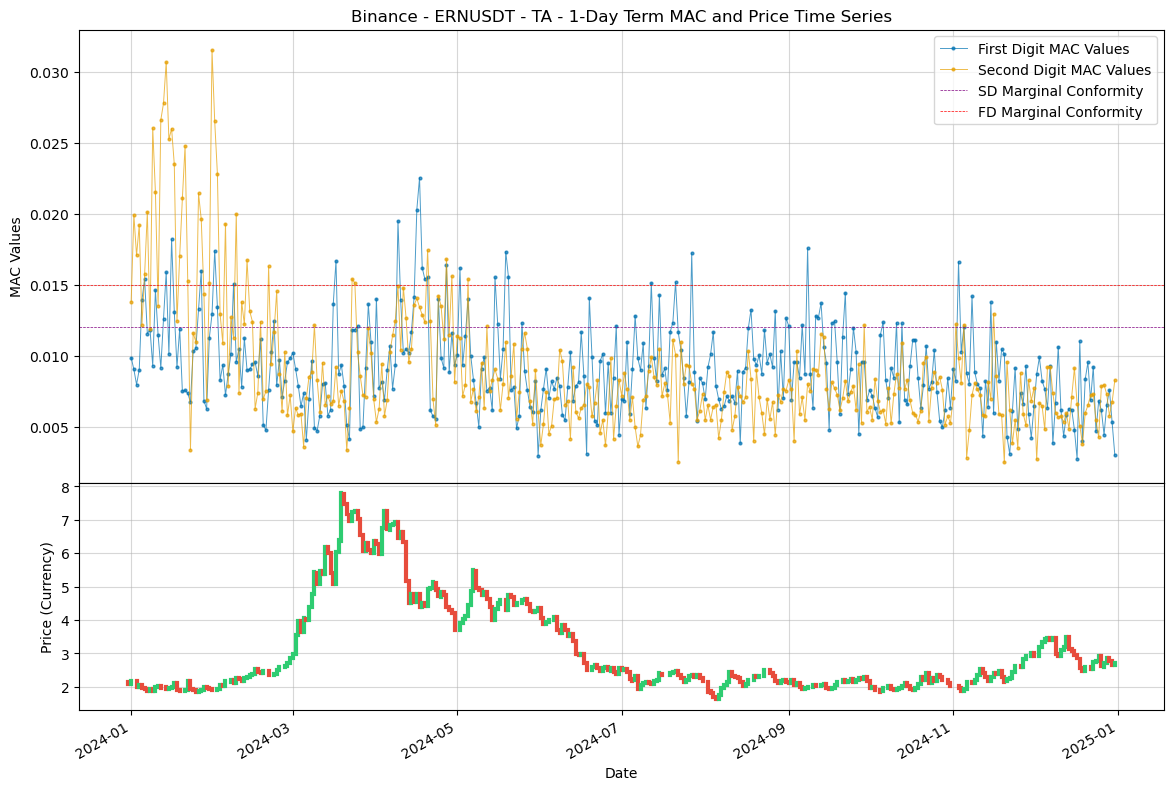 Binance - ERNUSDT - TA - 1-Day Term MAC and Price Time Series
First Digit MAC Values
Second Digit MAC Values
SD Marginal Conformity
FD Marginal Conformity
MAC Values
0.030
0.025
0.020
0.015
0.010
0.005
Price (Currency)
8
7
6
5
4
3
2
2024-01
2024-03
2024-05
2024-07
2024-09
2024-11
2025-01
Date